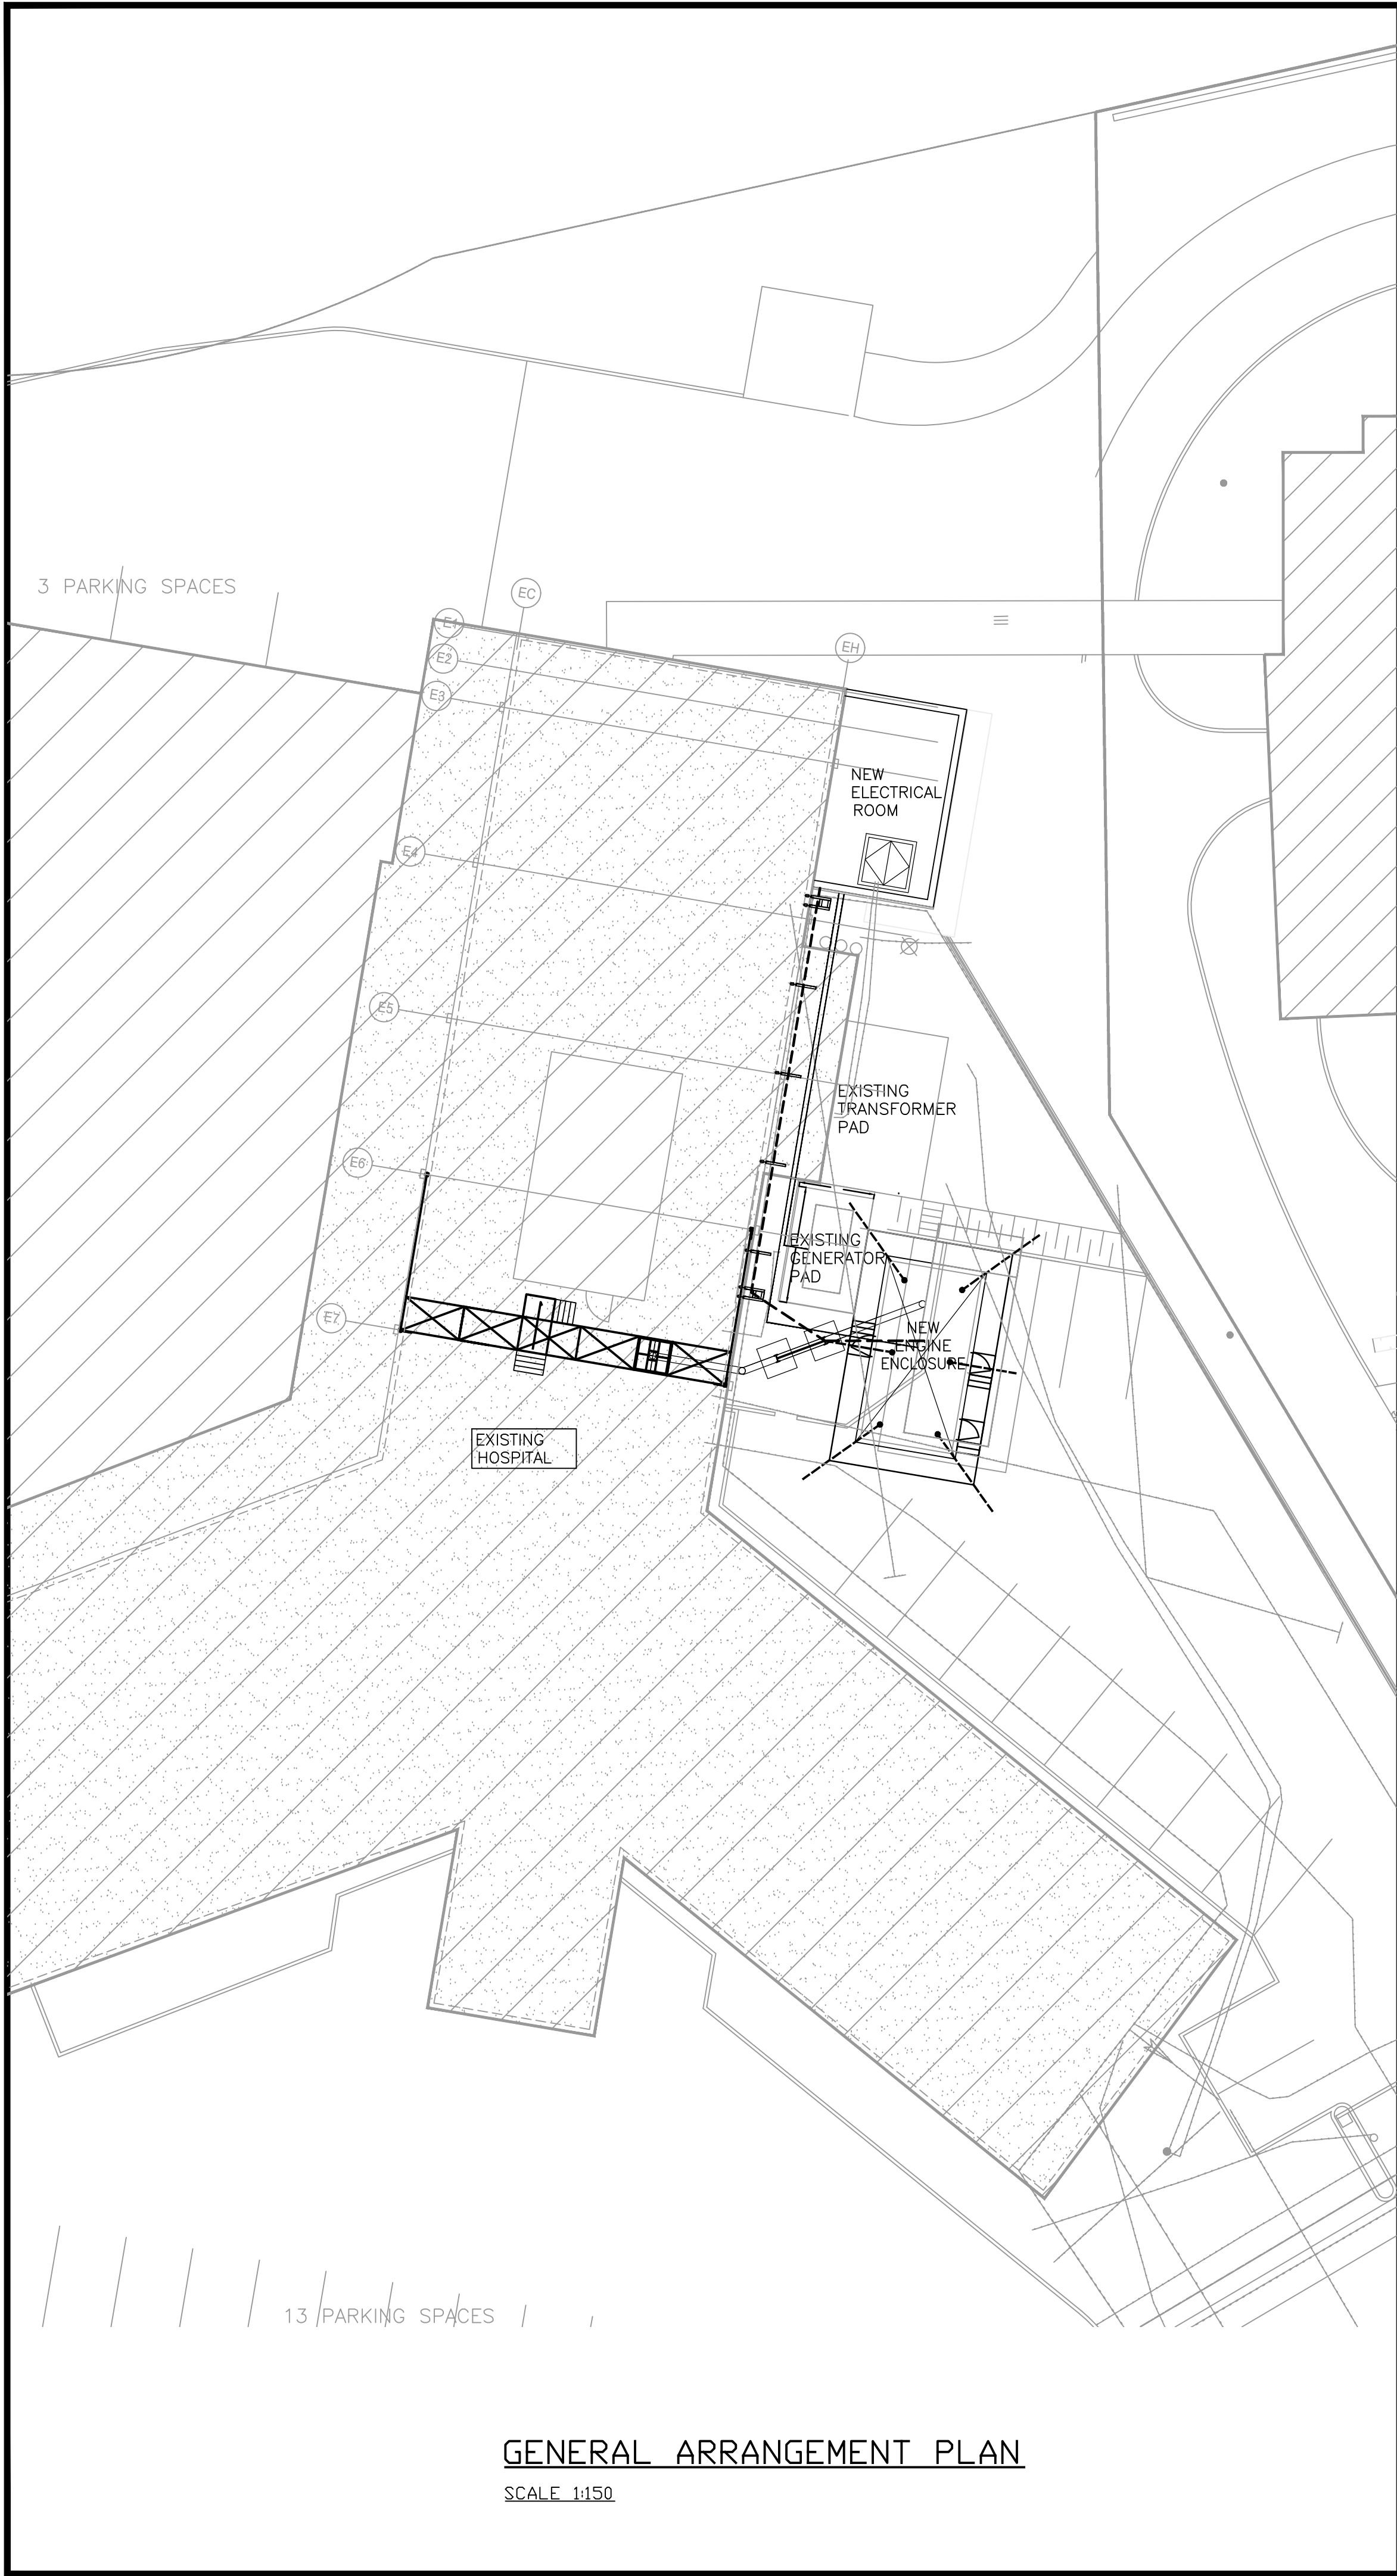 3 PARKING SPACES
EC
E1
E2
EH
E3
NEW
ELECTRICAL
ROOM
E4
E5
EXISTING
TRANSFORMER
PAD
E6
EXISTING
GENERATOR
PAD
E7
NEW
ENGINE
ENCLOSURE
EXISTING
HOSPITAL
13 PARKING SPACES
GENERAL ARRANGEMENT PLAN
SCALE 1:150